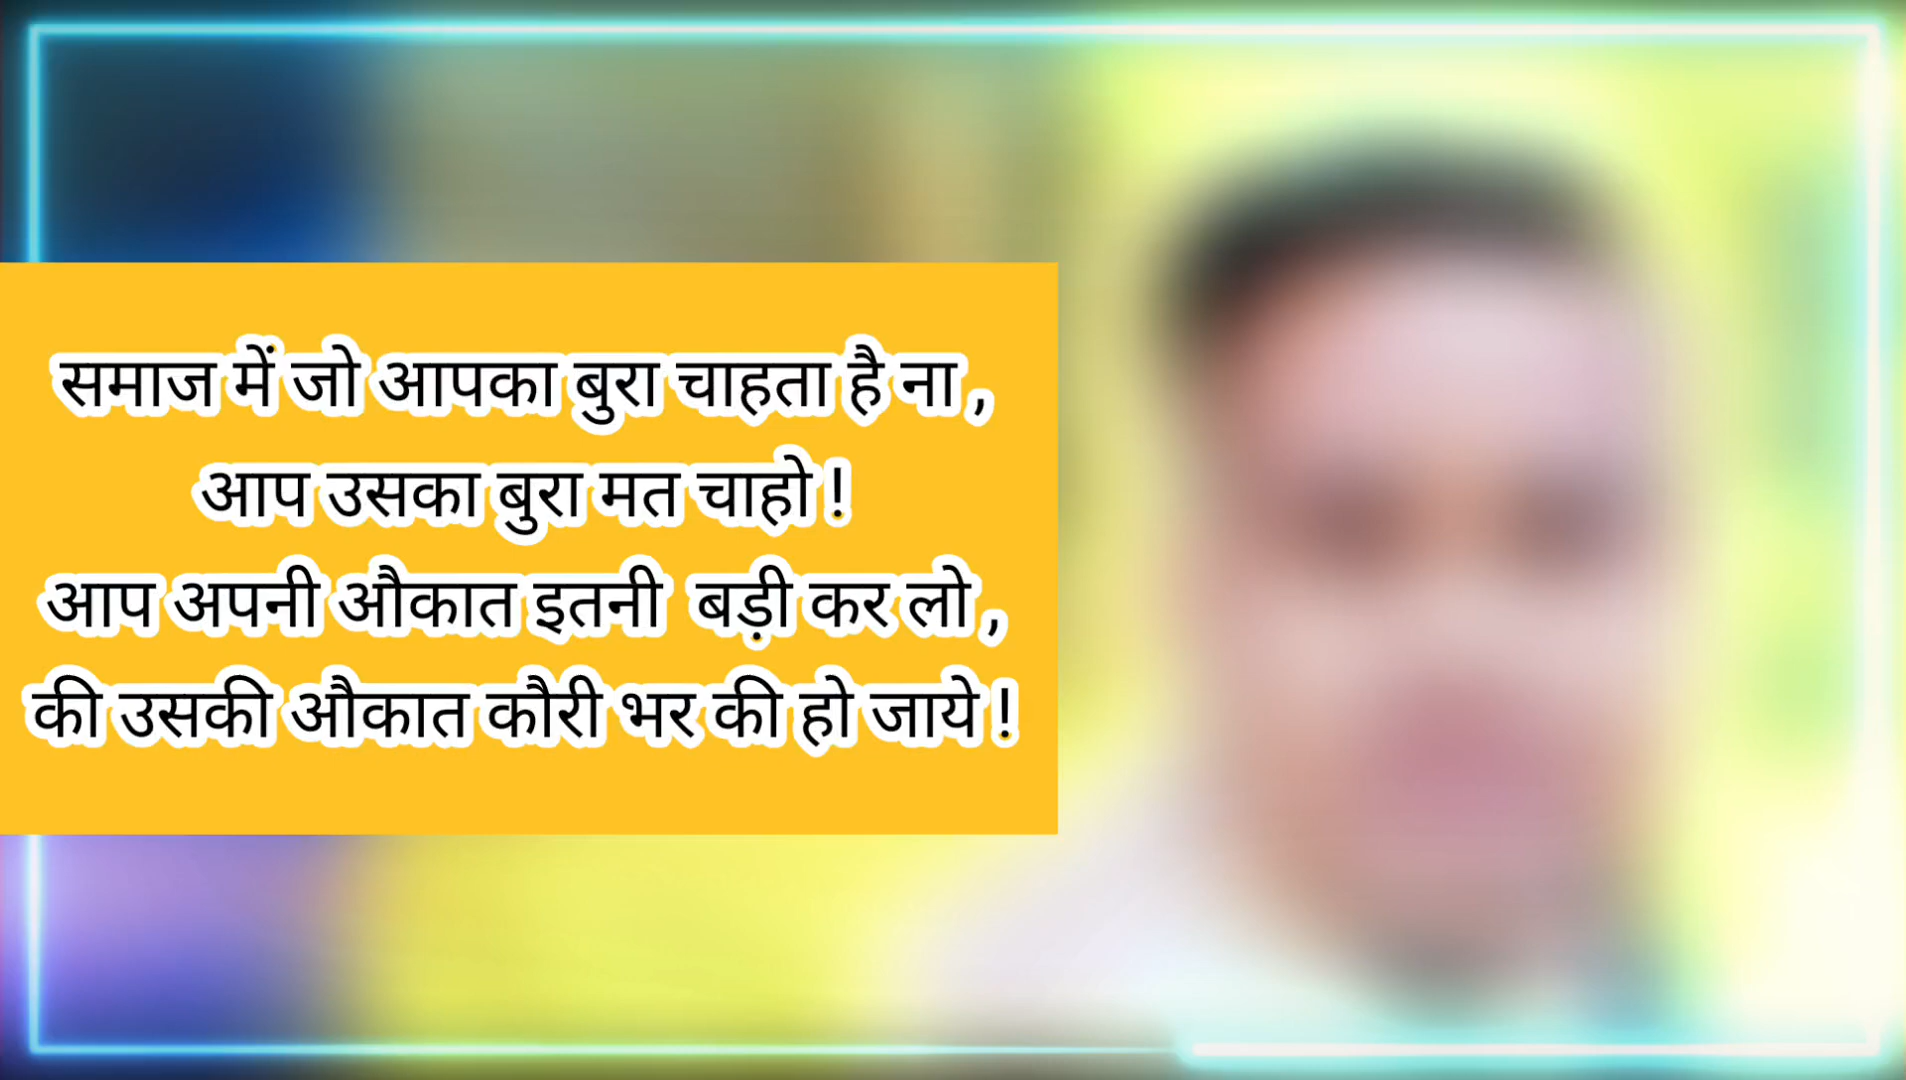 समाज में जो आपका बुरा चाहता है ना ,
आप उसका बुरा मत चाहो !
आप अपनी औकात इतनी  बड़ी कर लो ,
की उसकी औकात कौरी भर की हो जाये !